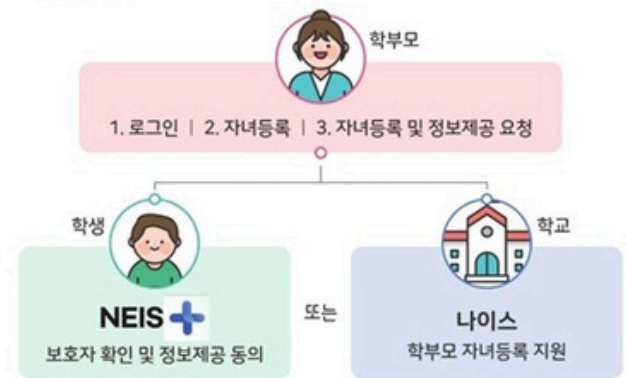 학부모
1. 로그인 | 2. 자녀등록 | 3. 자녀등록 및 정보제공 요청
학생
학교
NEIS+
또는
나이스
보호자 확인 및 정보제공 동의
학부모 자녀등록 지원